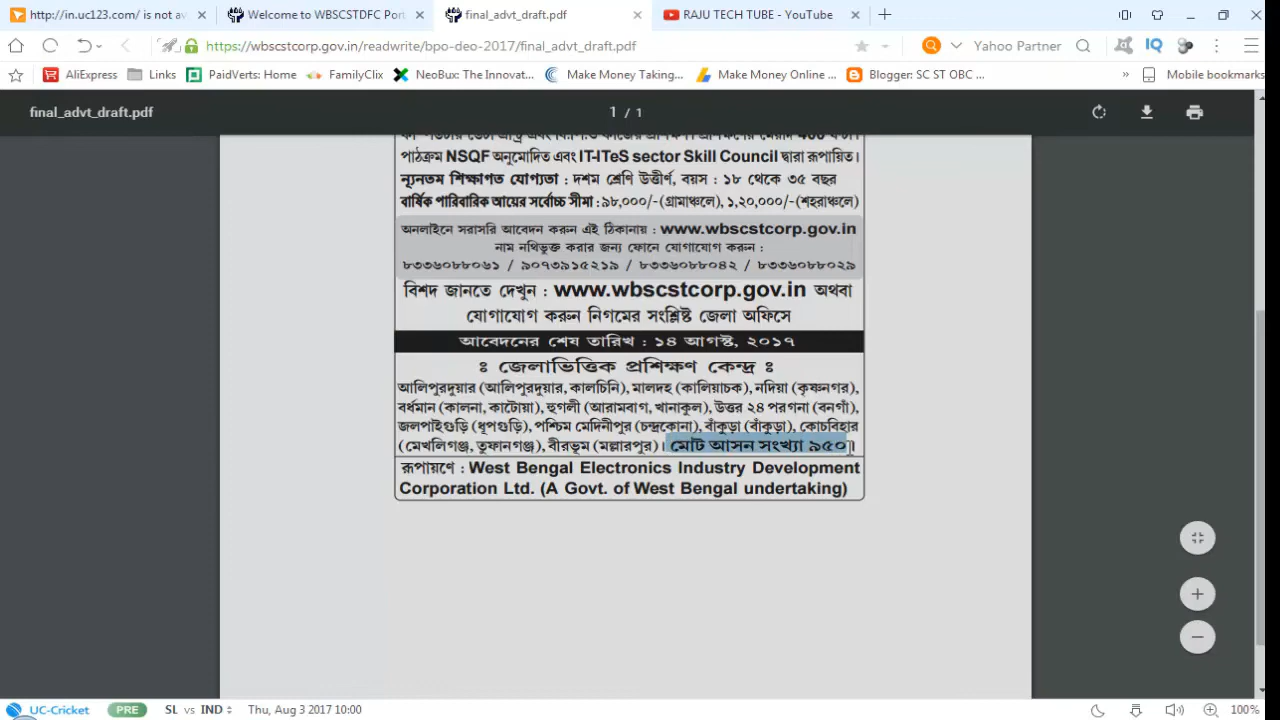 http://in.uc123.com/ is not av
Welcome to WBSCSTDFC Port
final_advt_draft.pdf
RAJU TECH TUBE - YouTube
https://wbscstcorp.gov.in/readwrite/bpo-deo-2017/final_advt_draft.pdf
Yahoo Partner
IQ
AliExpress
Links
PaidVerts: Home
FamilyClix
NeoBux: The Innovat...
Make Money Taking...
Make Money Online ...
Blogger: SC ST OBC ...
»
Mobile bookmarks
final_advt_draft.pdf
1 / 1
পাঠক্রম NSQF অনুমোদিত এবং IT-ITeS sector Skill Council দ্বারা রূপায়িত।
ন্যূনতম শিক্ষাগত যোগ্যতা : দশম শ্রেণি উত্তীর্ণ, বয়স : ১৮ থেকে ৩৫ বছর
বার্ষিক পারিবারিক আয়ের সর্বোচ্চ সীমা : ৯৮,০০০/-(গ্রামাঞ্চলে), ১,২০,০০০/-(শহরাঞ্চলে)
অনলাইনে সরাসরি আবেদন করুন এই ঠিকানায় : www.wbscstcorp.gov.in
নাম নথিভুক্ত করার জন্য ফোনে যোগাযোগ করুন :
৮৩৩৬০৮৮০৬১ / ৯০৭৩৯১৫২১৯ / ৮৩৩৬০৮৮০৪২ / ৮৩৩৬০৮৮০২৯
বিশদ জানতে দেখুন : www.wbscstcorp.gov.in অথবা
যোগাযোগ করুন নিগমের সংশ্লিষ্ট জেলা অফিসে
আবেদনের শেষ তারিখ : ১৪ আগস্ট, ২০১৭
ঃ জেলাভিত্তিক প্রশিক্ষণ কেন্দ্র ঃ
আলিপুরদুয়ার (আলিপুরদুয়ার, কালচিনি), মালদহ (কালিয়াচক), নদিয়া (কৃষ্ণনগর),
বর্ধমান (কালনা, কাটোয়া), হুগলী (আরামবাগ, খানাকুল), উত্তর ২৪ পরগনা (বনগাঁ),
জলপাইগুড়ি (ধূপগুড়ি), পশ্চিম মেদিনীপুর (চন্দ্রকোনা), বাঁকুড়া (বাঁকুড়া), কোচবিহার
(মেখলিগঞ্জ, তুফানগঞ্জ), বীরভূম (মল্লারপুর)। মোট আসন সংখ্যা ৯৫০।
রূপায়ণে : West Bengal Electronics Industry Development
Corporation Ltd. (A Govt. of West Bengal undertaking)
UC-Cricket
PRE
SL vs IND
Thu, Aug 3 2017 10:00
100%